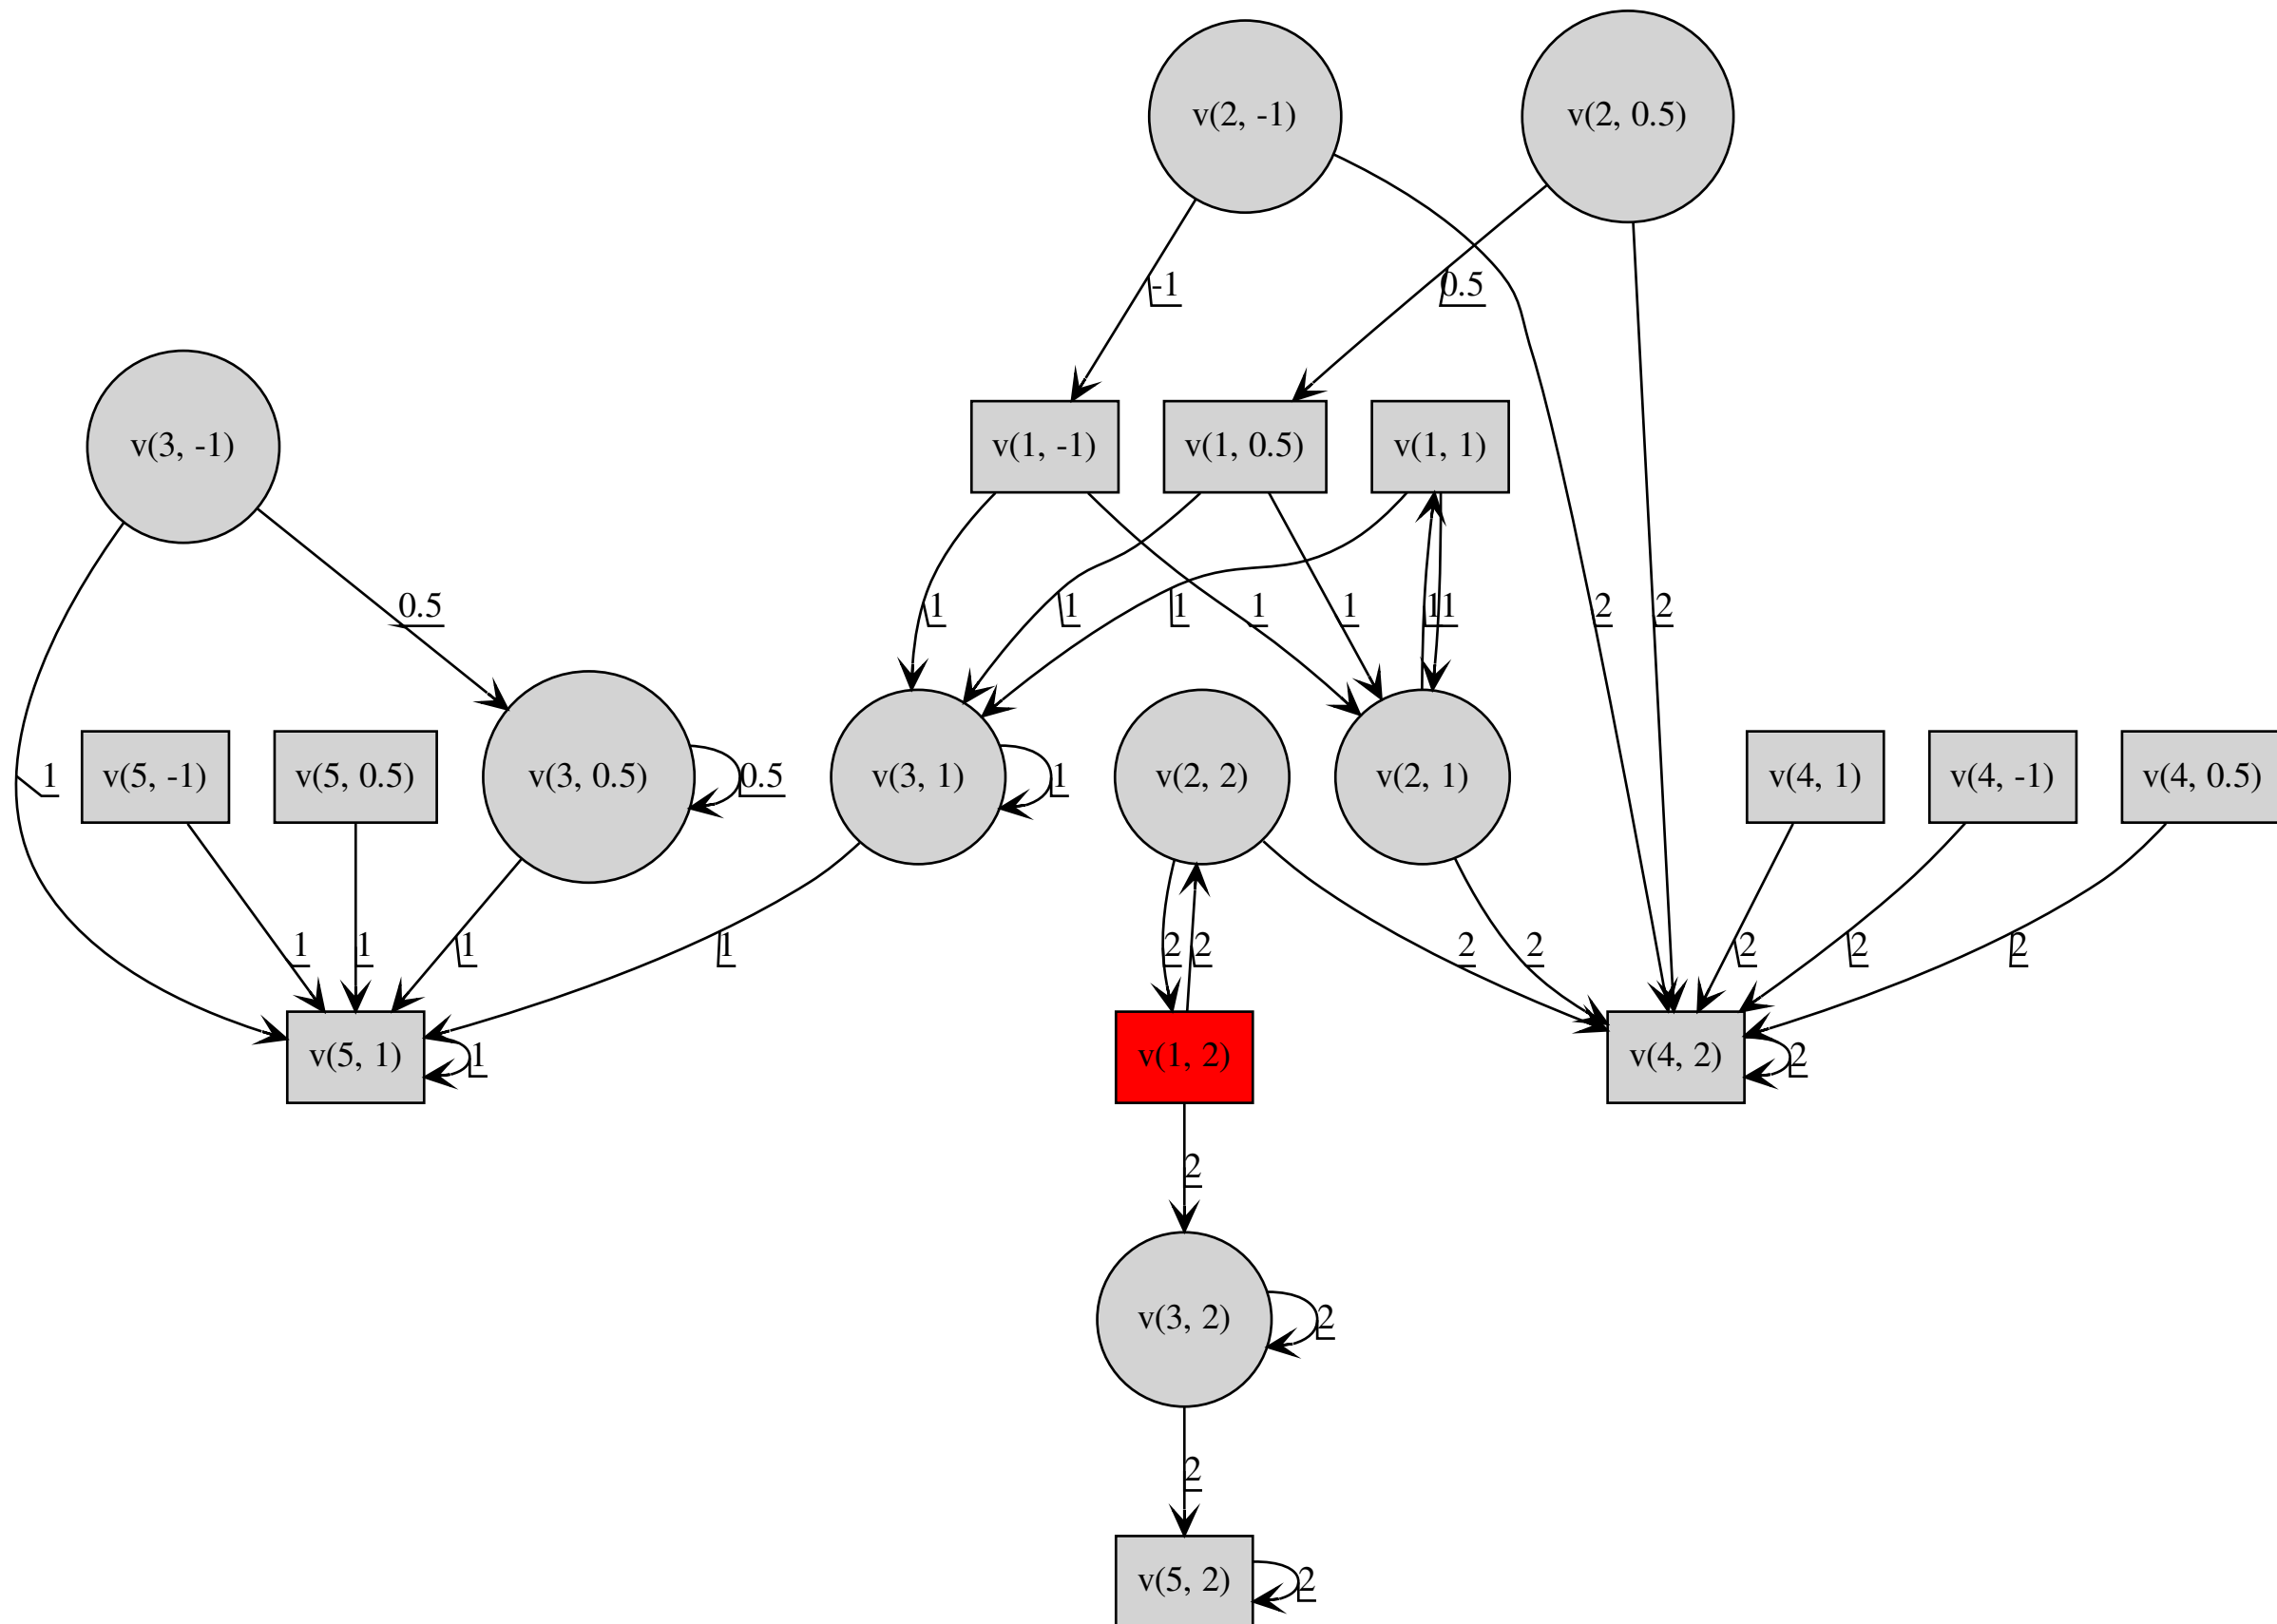 v(2, -1)
v(2, 0.5)
-1
0.5
v(3, -1)
v(1, -1)
v(1, 0.5)
v(1, 1)
0.5
1
1
1
1
1
1
1
2
2
1
v(5, -1)
v(5, 0.5)
v(3, 0.5)
0.5
v(3, 1)
1
v(2, 2)
v(2, 1)
v(4, 1)
v(4, -1)
v(4, 0.5)
1
1
1
1
2
2
2
2
2
2
2
v(5, 1)
1
v(1, 2)
v(4, 2)
2
2
v(3, 2)
2
2
v(5, 2)
2